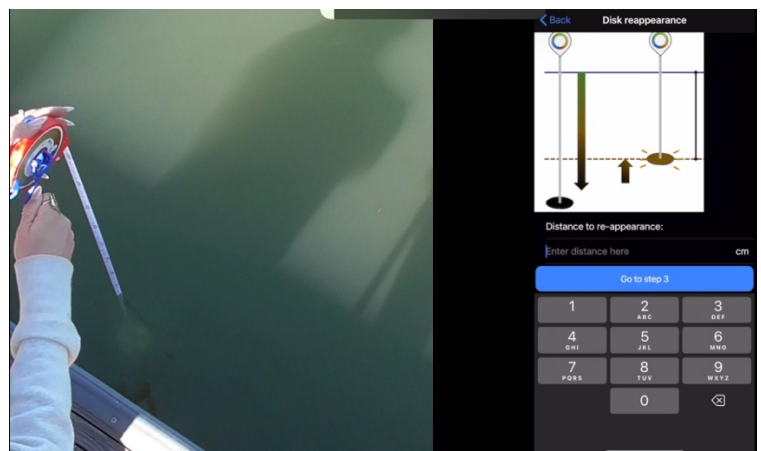 Back Disk reappearance
Distance to re-appearance:
Enter distance here cm
Go to step 3
1 2 3
ABC DEF
4 5 6
GHI JKL MNO
7 8 9
PQRS TUV WXYZ
0